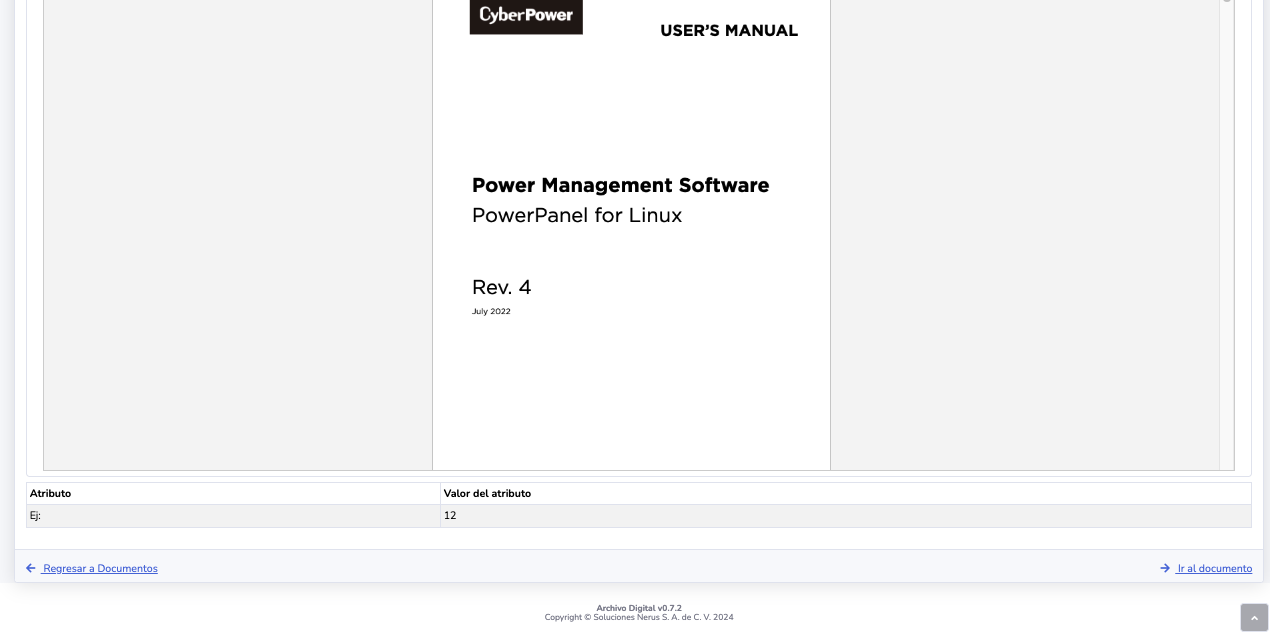 CyberPower
USER'S MANUAL
Power Management Software
PowerPanel for Linux
Rev. 4
July 2022
Atributo Valor del atributo
Ej: 12
Regresar a Documentos Ir al documento
Archivo Digital v0.7.2
Copyright © Soluciones Nerus S. A. de C. V. 2024